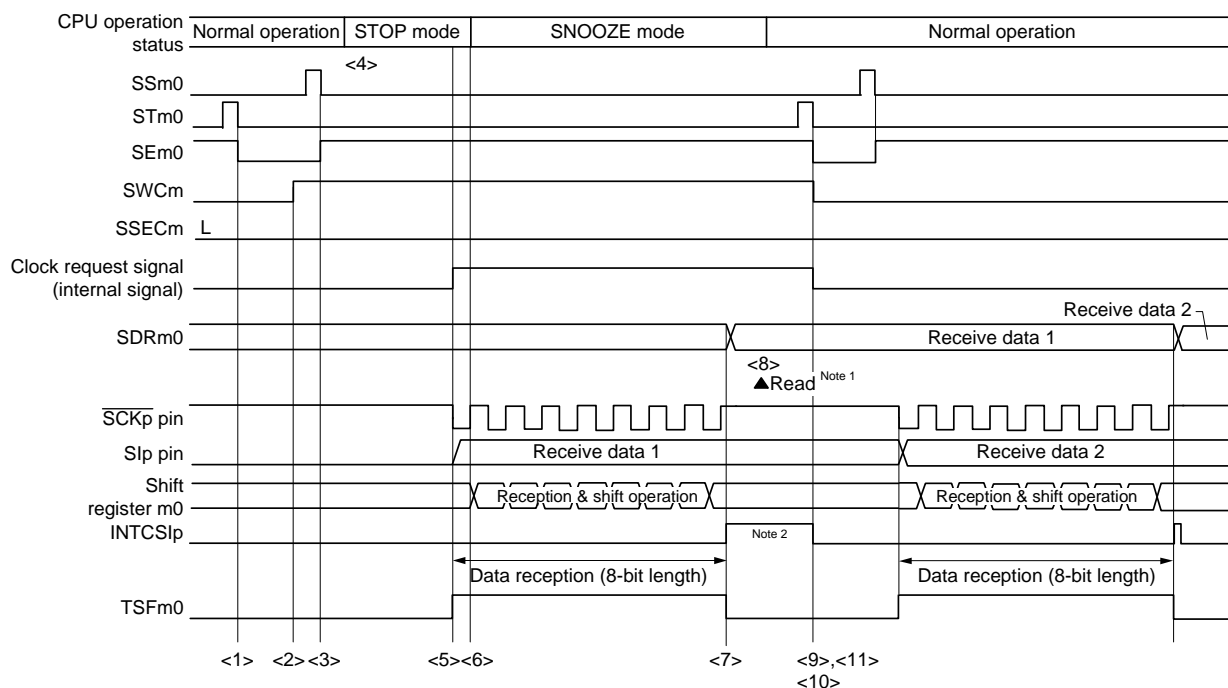 CPU operation
status
Normal operation
STOP mode
SNOOZE mode
Normal operation
<4>
SSm0
STm0
SEm0
SWCm
SSECm
L
Clock request signal
(internal signal)
Receive data 2
SDRm0
Receive data 1
<8>
▲Read Note 1
SCKp pin
SIp pin
Receive data 1
Receive data 2
Shift
register m0
Reception & shift operation
Reception & shift operation
INTCSIp
Note 2
Data reception (8-bit length)
Data reception (8-bit length)
TSFm0
<1>
<2>
<3>
<5>
<6>
<7>
<9>,<11>
<10>